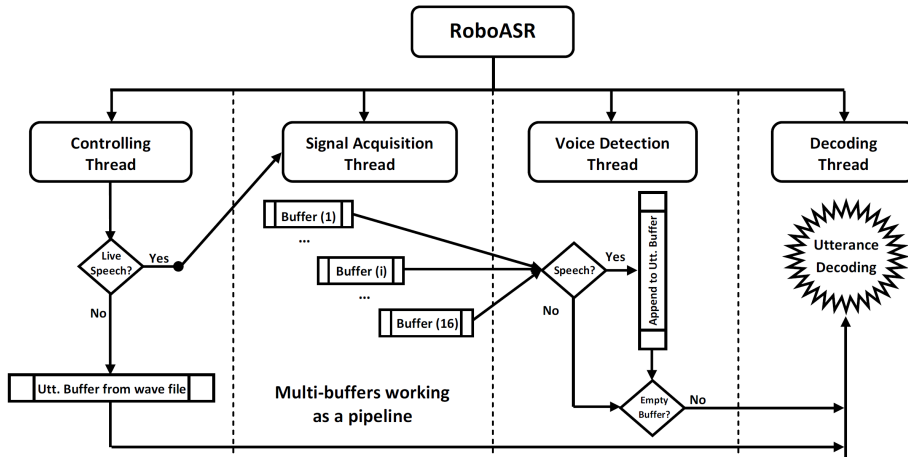 RoboASR
Controlling
Thread
Signal Acquisition
Thread
Voice Detection
Thread
Decoding
Thread
Live
Speech?
Yes
No
Utt. Buffer from wave file
Buffer (1)
...
Buffer (i)
...
Buffer (16)
Multi-buffers working
as a pipeline
Speech?
Yes
No
Append to Utt. Buffer
Empty
Buffer?
No
Utterance
Decoding